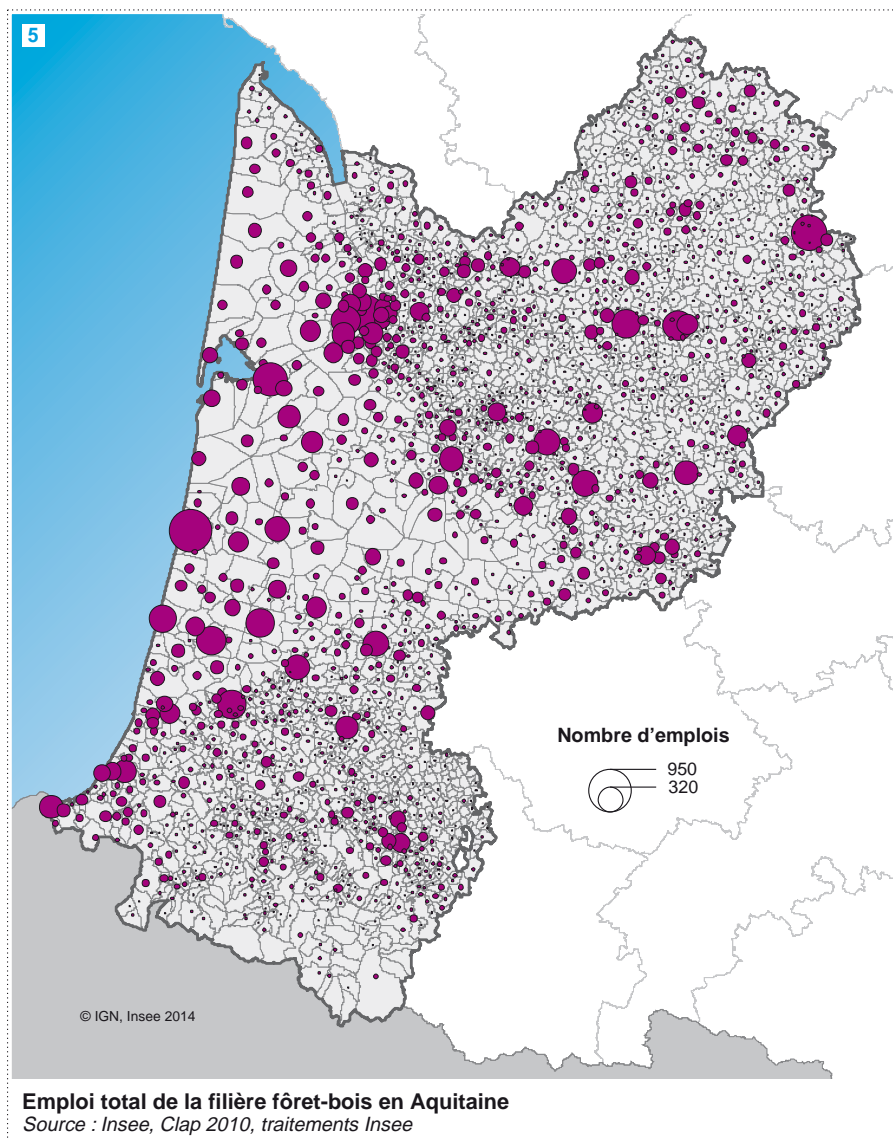 5
Nombre d'emplois
950
320
© IGN, Insee 2014
Emploi total de la filière fôret-bois en Aquitaine
Source : Insee, Clap 2010, traitements Insee